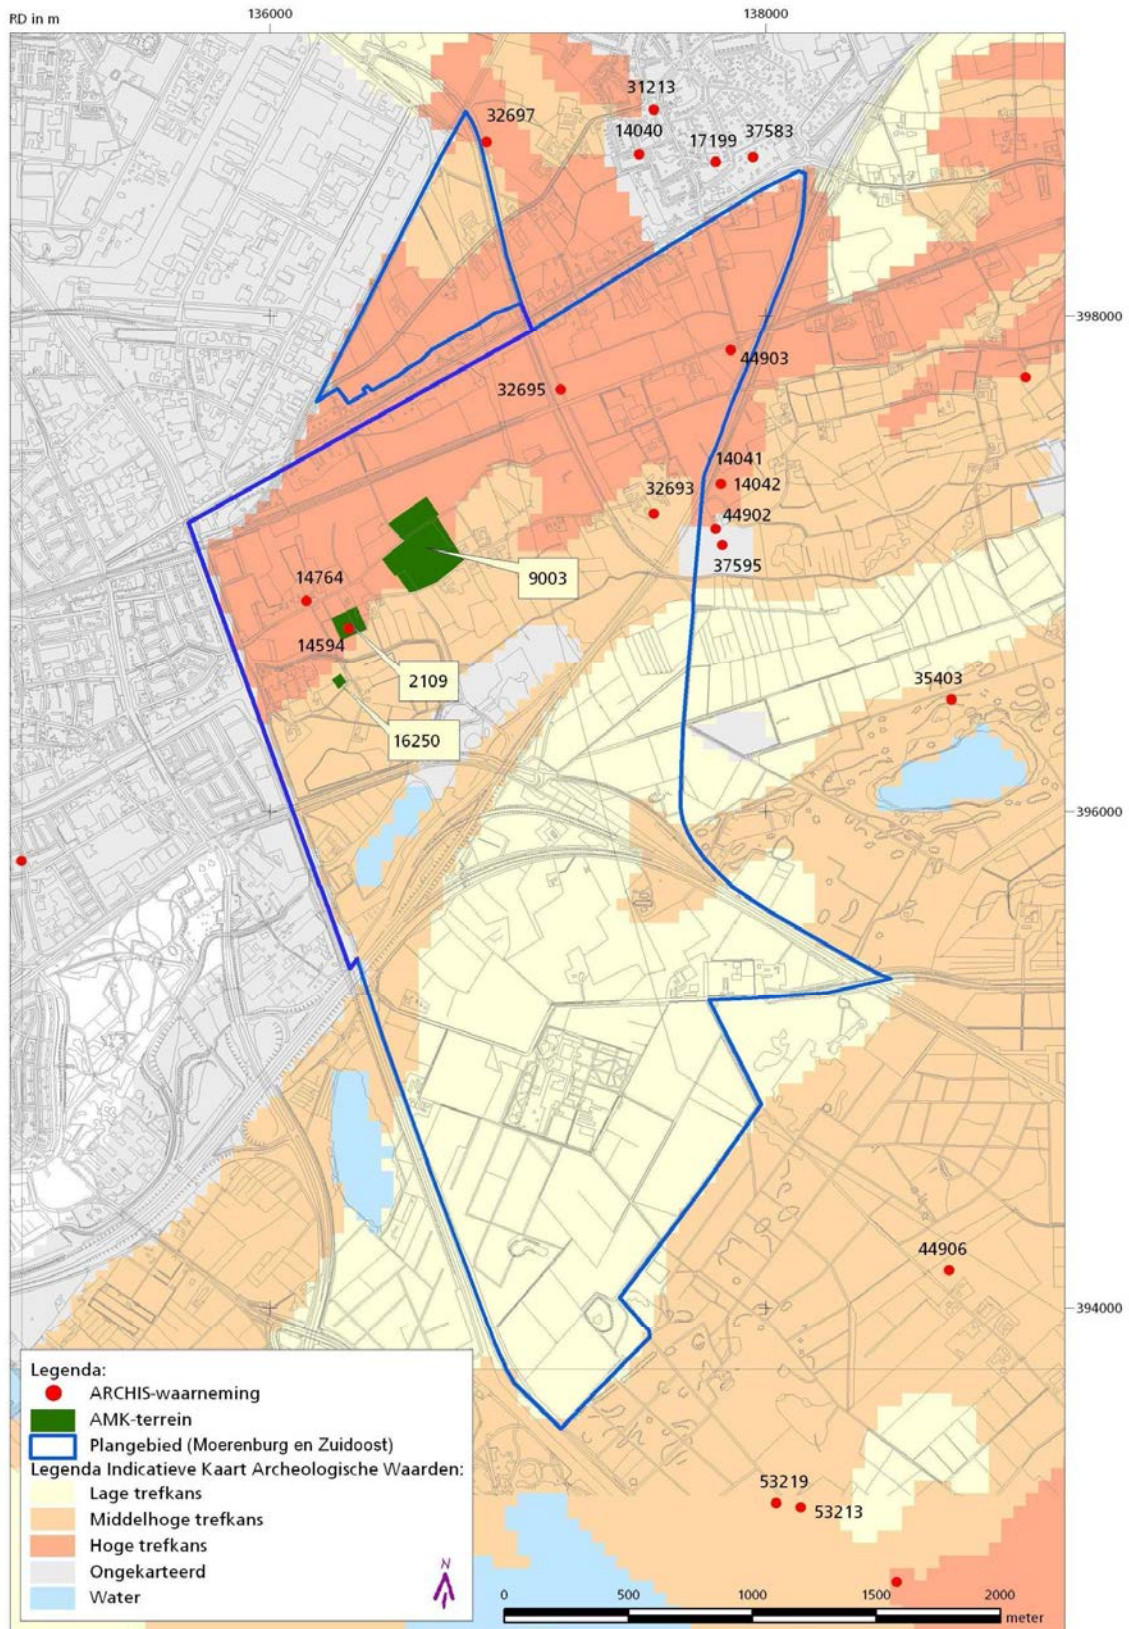 RD in m
136000
138000
31213
32697
14040
37583
17199
398000
44903
32695
14041
14042
32693
44902
37595
9003
14764
14594
2109
35403
16250
396000
44906
394000
53219
53213
Legenda:
ARCHIS-waarneming
AMK-terrein
Plangebied (Moerenburg en Zuidoost)
Legenda Indicatieve Kaart Archeologische Waarden:
Lage trefkans
Middelhoge trefkans
Hoge trefkans
Ongekarteerd
Water
N
0 500 1000 1500 2000
meter